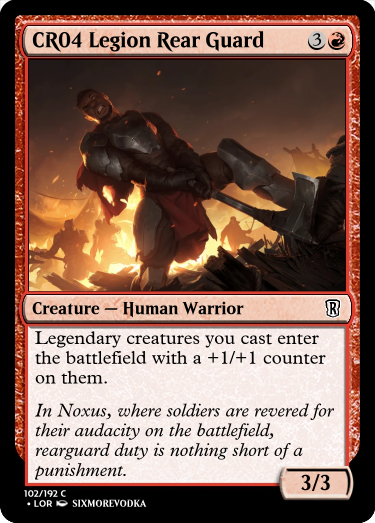 CR04 Legion Rear Guard 3
Creature — Human Warrior R
Legendary creatures you cast enter
the battlefield with a +1/+1 counter
on them.
In Noxus, where soldiers are revered for
their audacity on the battlefield,
rearguard duty is nothing short of a
punishment.
3/3
102/192 C
• LOR SIXMOREVODKA